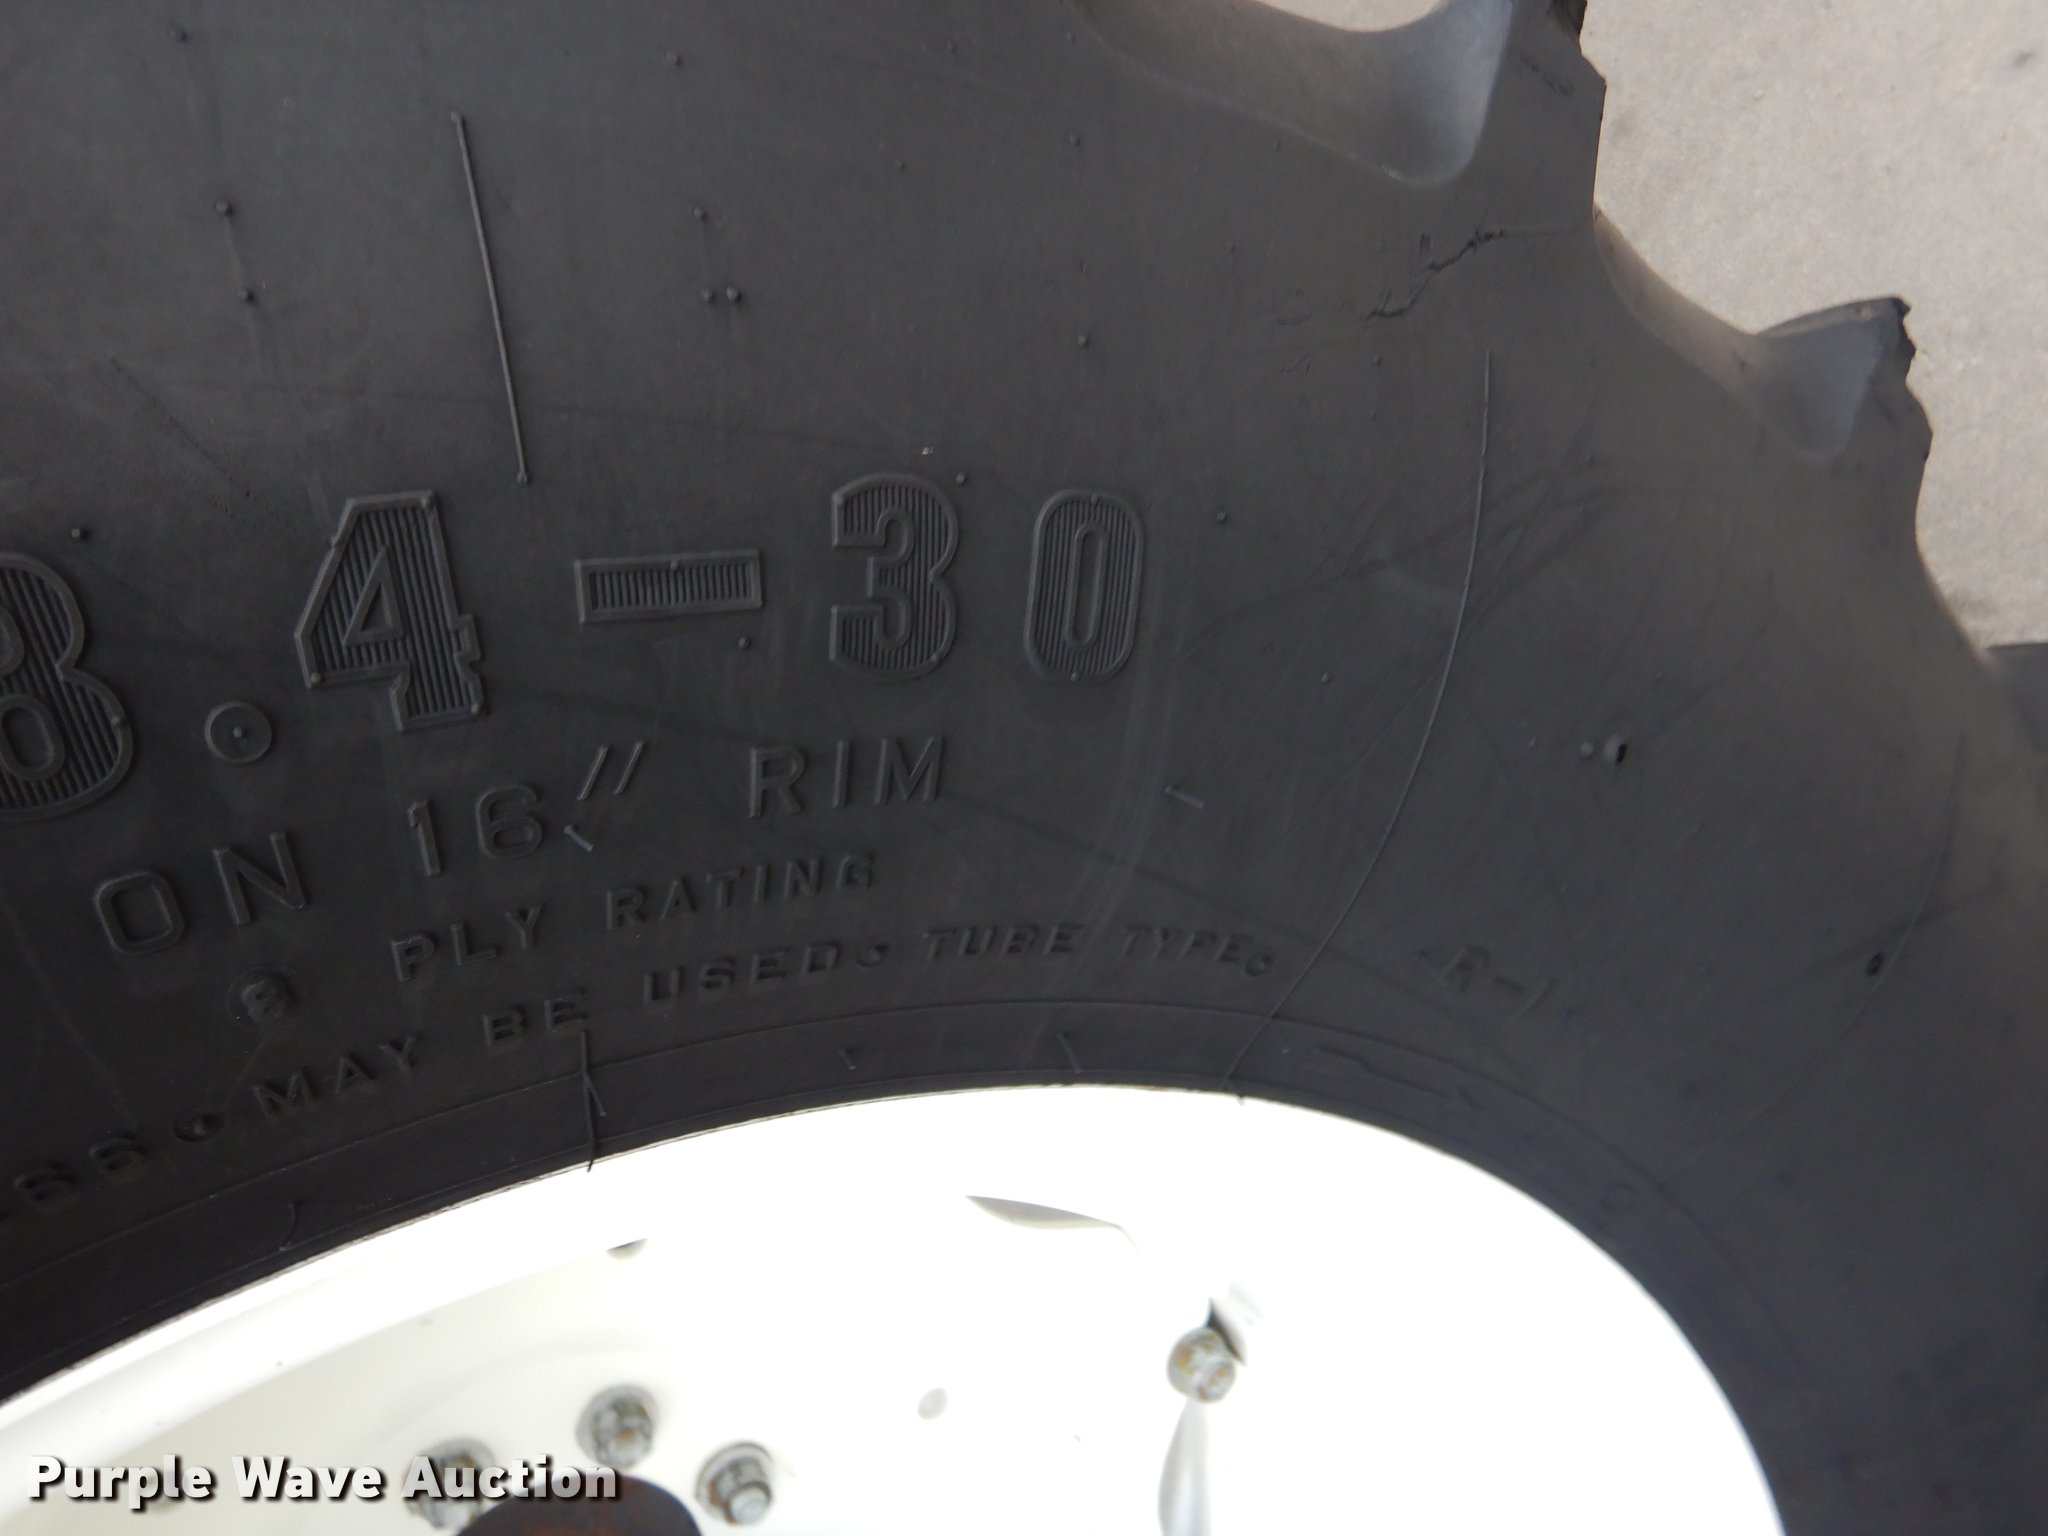 8.4-30
ON 16" RIM
8 PLY RATING
MAY BE USED. TUBE TYPE R-1
Purple Wave Auction